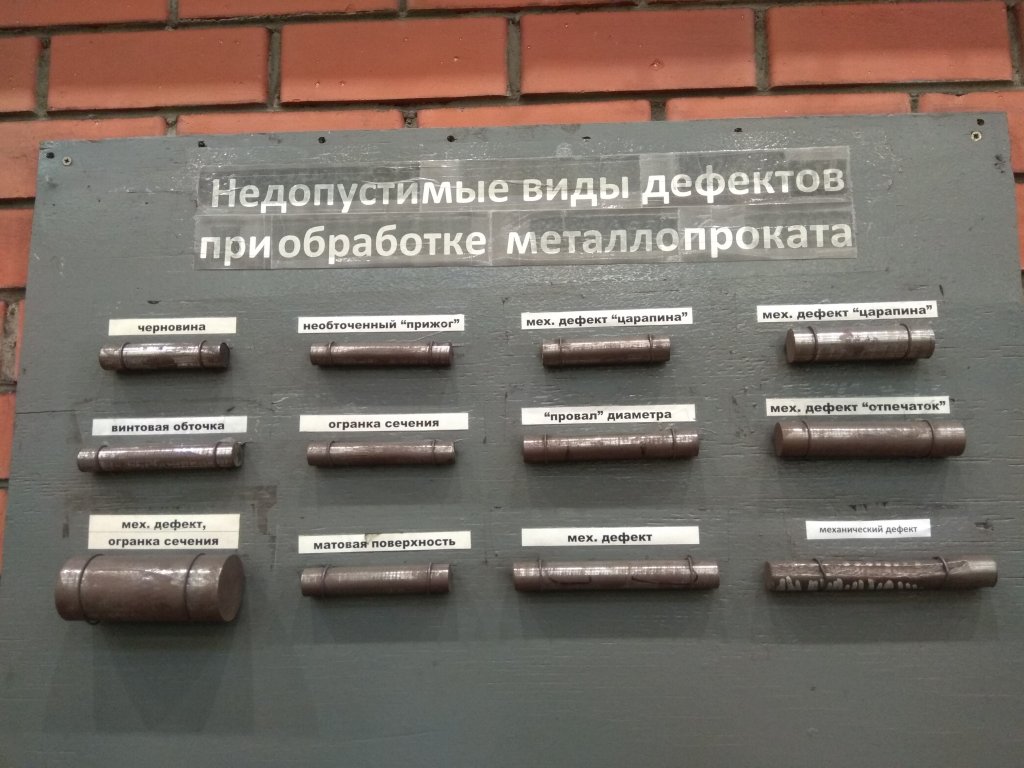 Недопустимые виды дефектов
при обработке металлопроката
черновина
необточенный "прижог"
мех. дефект "царапина"
мех. дефект "царапина"
винтовая обточка
огранка сечения
"провал" диаметра
мех. дефект "отпечаток"
мех. дефект,
огранка сечения
матовая поверхность
мех. дефект
механический дефект